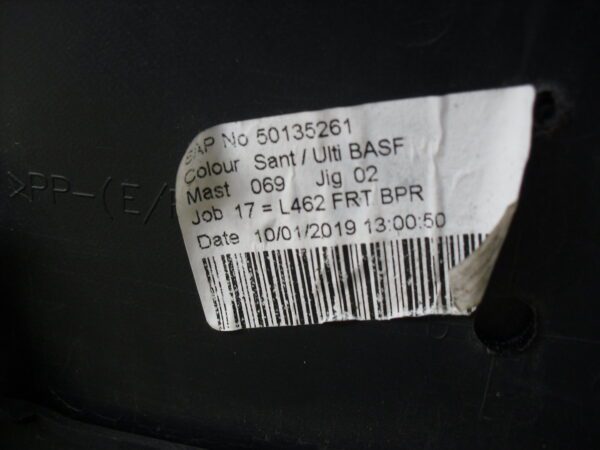 SAP No 50135261
Colour Sant / Ulti BASF
Mast 069 Jig 02
Job 17 = L462 FRT BPR
Date 10/01/2019 13:00:50
>PP-(E/